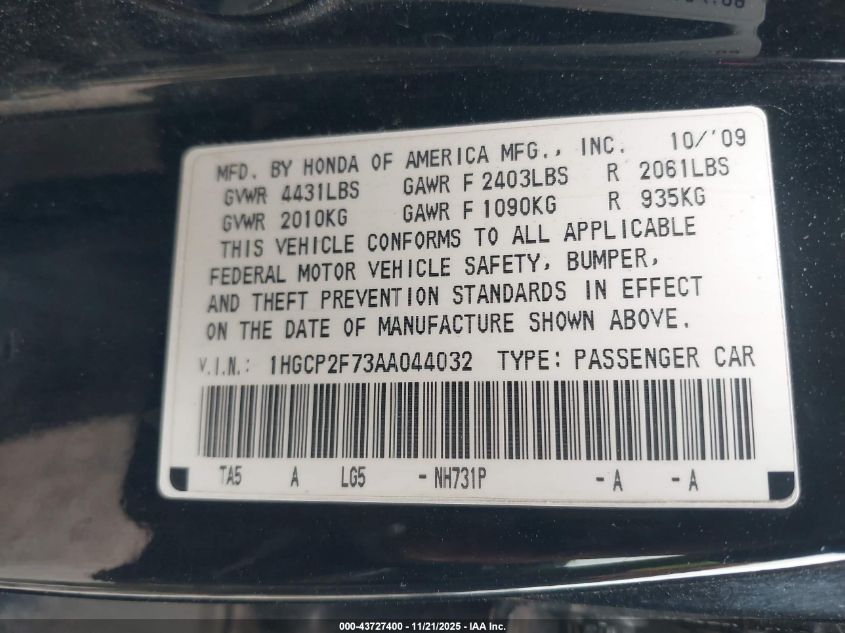 MFD. BY HONDA OF AMERICA MFG., INC. 10/'09
GVWR 4431LBS GAWR F 2403LBS R 2061LBS
GVWR 2010KG GAWR F 1090KG R 935KG
THIS VEHICLE CONFORMS TO ALL APPLICABLE
FEDERAL MOTOR VEHICLE SAFETY, BUMPER,
AND THEFT PREVENTION STANDARDS IN EFFECT
ON THE DATE OF MANUFACTURE SHOWN ABOVE.
V.I.N.: 1HGCP2F73AA044032 TYPE: PASSENGER CAR
TA5 A LG5 - NH731P - A - A
000-43727400 - 11/21/2025 - IAA Inc.